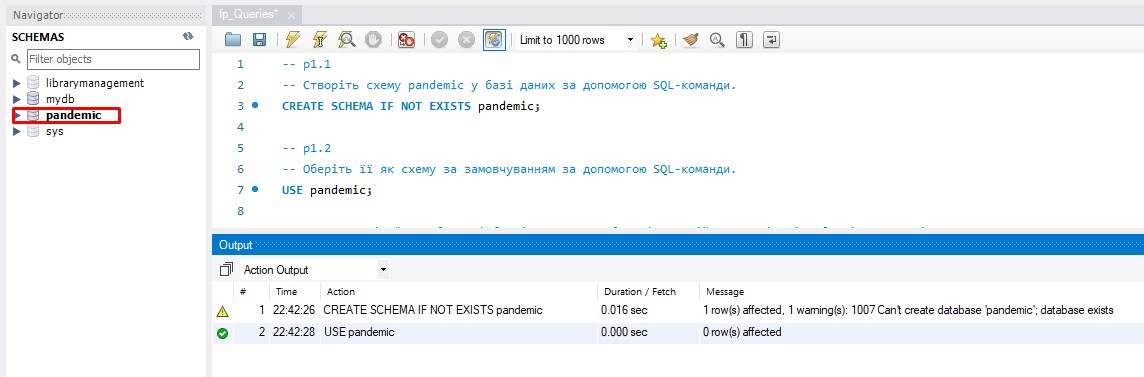 Navigator
SCHEMAS
Filter objects
librarymanagement
mydb
pandemic
sys
fp_Queries*
Limit to 1000 rows
1 -- p1.1
2 -- Створіть схему pandemic у базі даних за допомогою SQL-команди.
3 CREATE SCHEMA IF NOT EXISTS pandemic;
4
5 -- p1.2
6 -- Оберіть її як схему за замовчуванням за допомогою SQL-команди.
7 USE pandemic;
8
Output
Action Output
# Time Action Duration / Fetch Message
1 22:42:26 CREATE SCHEMA IF NOT EXISTS pandemic 0.016 sec 1 row(s) affected, 1 warning(s): 1007 Can't create database 'pandemic'; database exists
2 22:42:28 USE pandemic 0.000 sec 0 row(s) affected